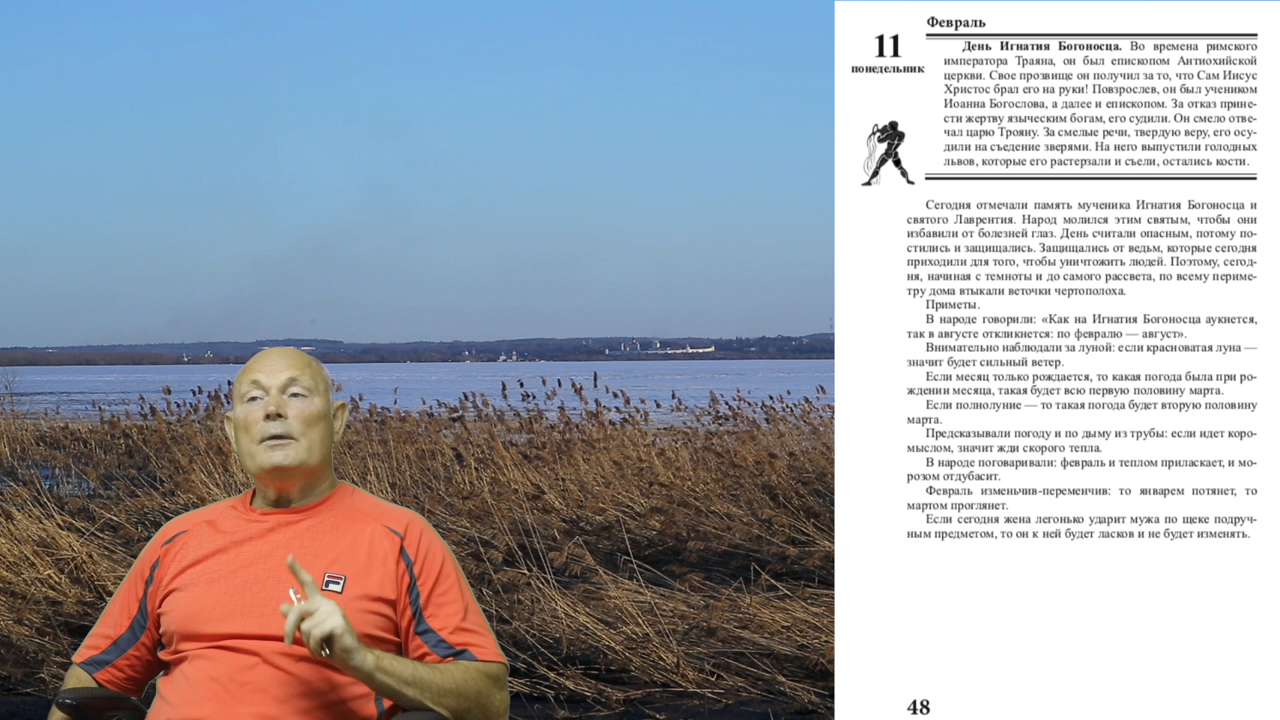 Февраль
11
понедельник
День Игнатия Богоносца. Во времена римского
императора Траяна, он был епископом Антиохийской
церкви. Свое прозвище он получил за то, что Сам Иисус
Христос брал его на руки! Повзрослев, он был учеником
Иоанна Богослова, а далее и епископом. За отказ прине-
сти жертву языческим богам, его судили. Он смело отве-
чал царю Трояну. За смелые речи, твердую веру, его осу-
дили на съедение зверями. На него выпустили голодных
львов, которые его растерзали и съели, остались кости.
Сегодня отмечали память мученика Игнатия Богоносца и
святого Лаврентия. Народ молился этим святым, чтобы они
избавили от болезней глаз. День считали опасным, потому по-
стились и защищались. Защищались от ведьм, которые сегодня
приходили для того, чтобы уничтожить людей. Поэтому, сегод-
ня, начиная с темноты и до самого рассвета, по всему периме-
тру дома втыкали веточки чертополоха.
Приметы.
В народе говорили: «Как на Игнатия Богоносца аукнется,
так в августе откликнется: по февралю — август».
Внимательно наблюдали за луной: если красноватая луна —
значит будет сильный ветер.
Если месяц только рождается, то какая погода была при ро-
ждении месяца, такая будет всю первую половину марта.
Если полнолуние — то такая погода будет вторую половину
марта.
Предсказывали погоду и по дыму из трубы: если идет коро-
мыслом, значит жди скорого тепла.
В народе поговаривали: февраль и теплом приласкает, и мо-
розом отдубасит.
Февраль изменьчив-переменчив: то январем потянет, то
мартом проглянет.
Если сегодня жена легонько ударит мужа по щеке подруч-
ным предметом, то он к ней будет ласков и не будет изменять.
48